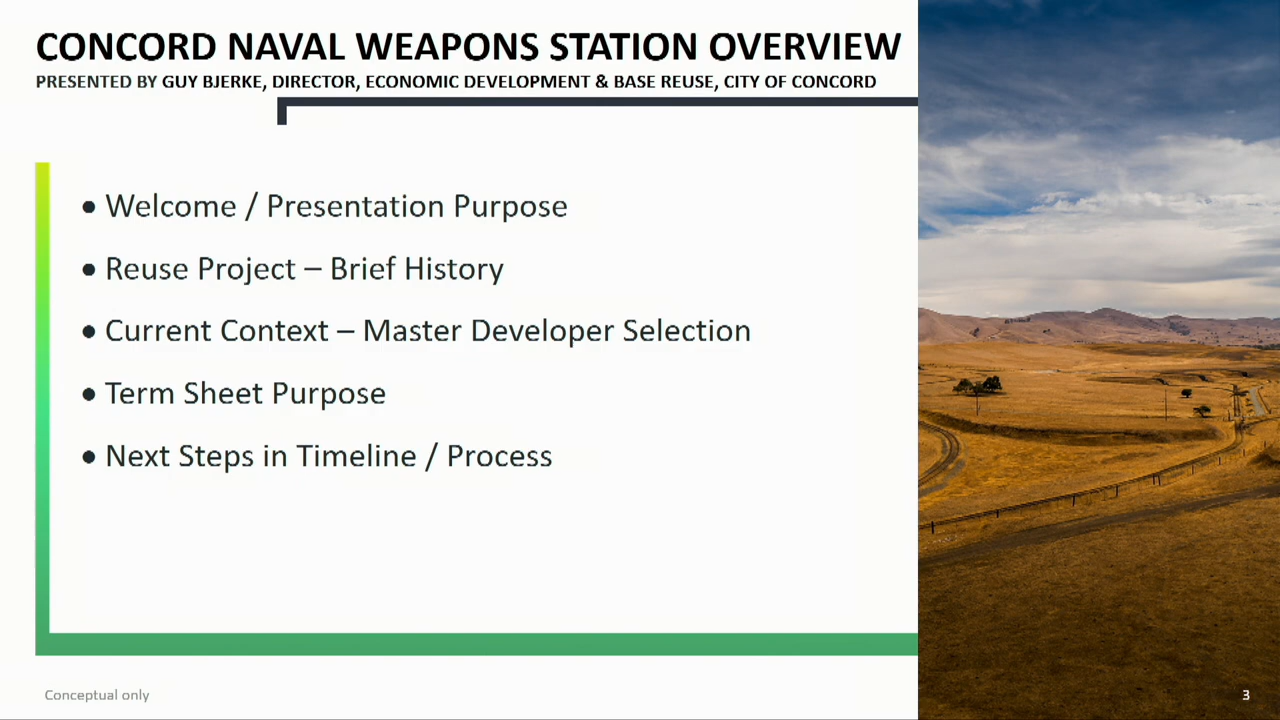 CONCORD NAVAL WEAPONS STATION OVERVIEW
PRESENTED BY GUY BJERKE, DIRECTOR, ECONOMIC DEVELOPMENT & BASE REUSE, CITY OF CONCORD
• Welcome / Presentation Purpose
• Reuse Project – Brief History
• Current Context – Master Developer Selection
• Term Sheet Purpose
• Next Steps in Timeline / Process
Conceptual only
3